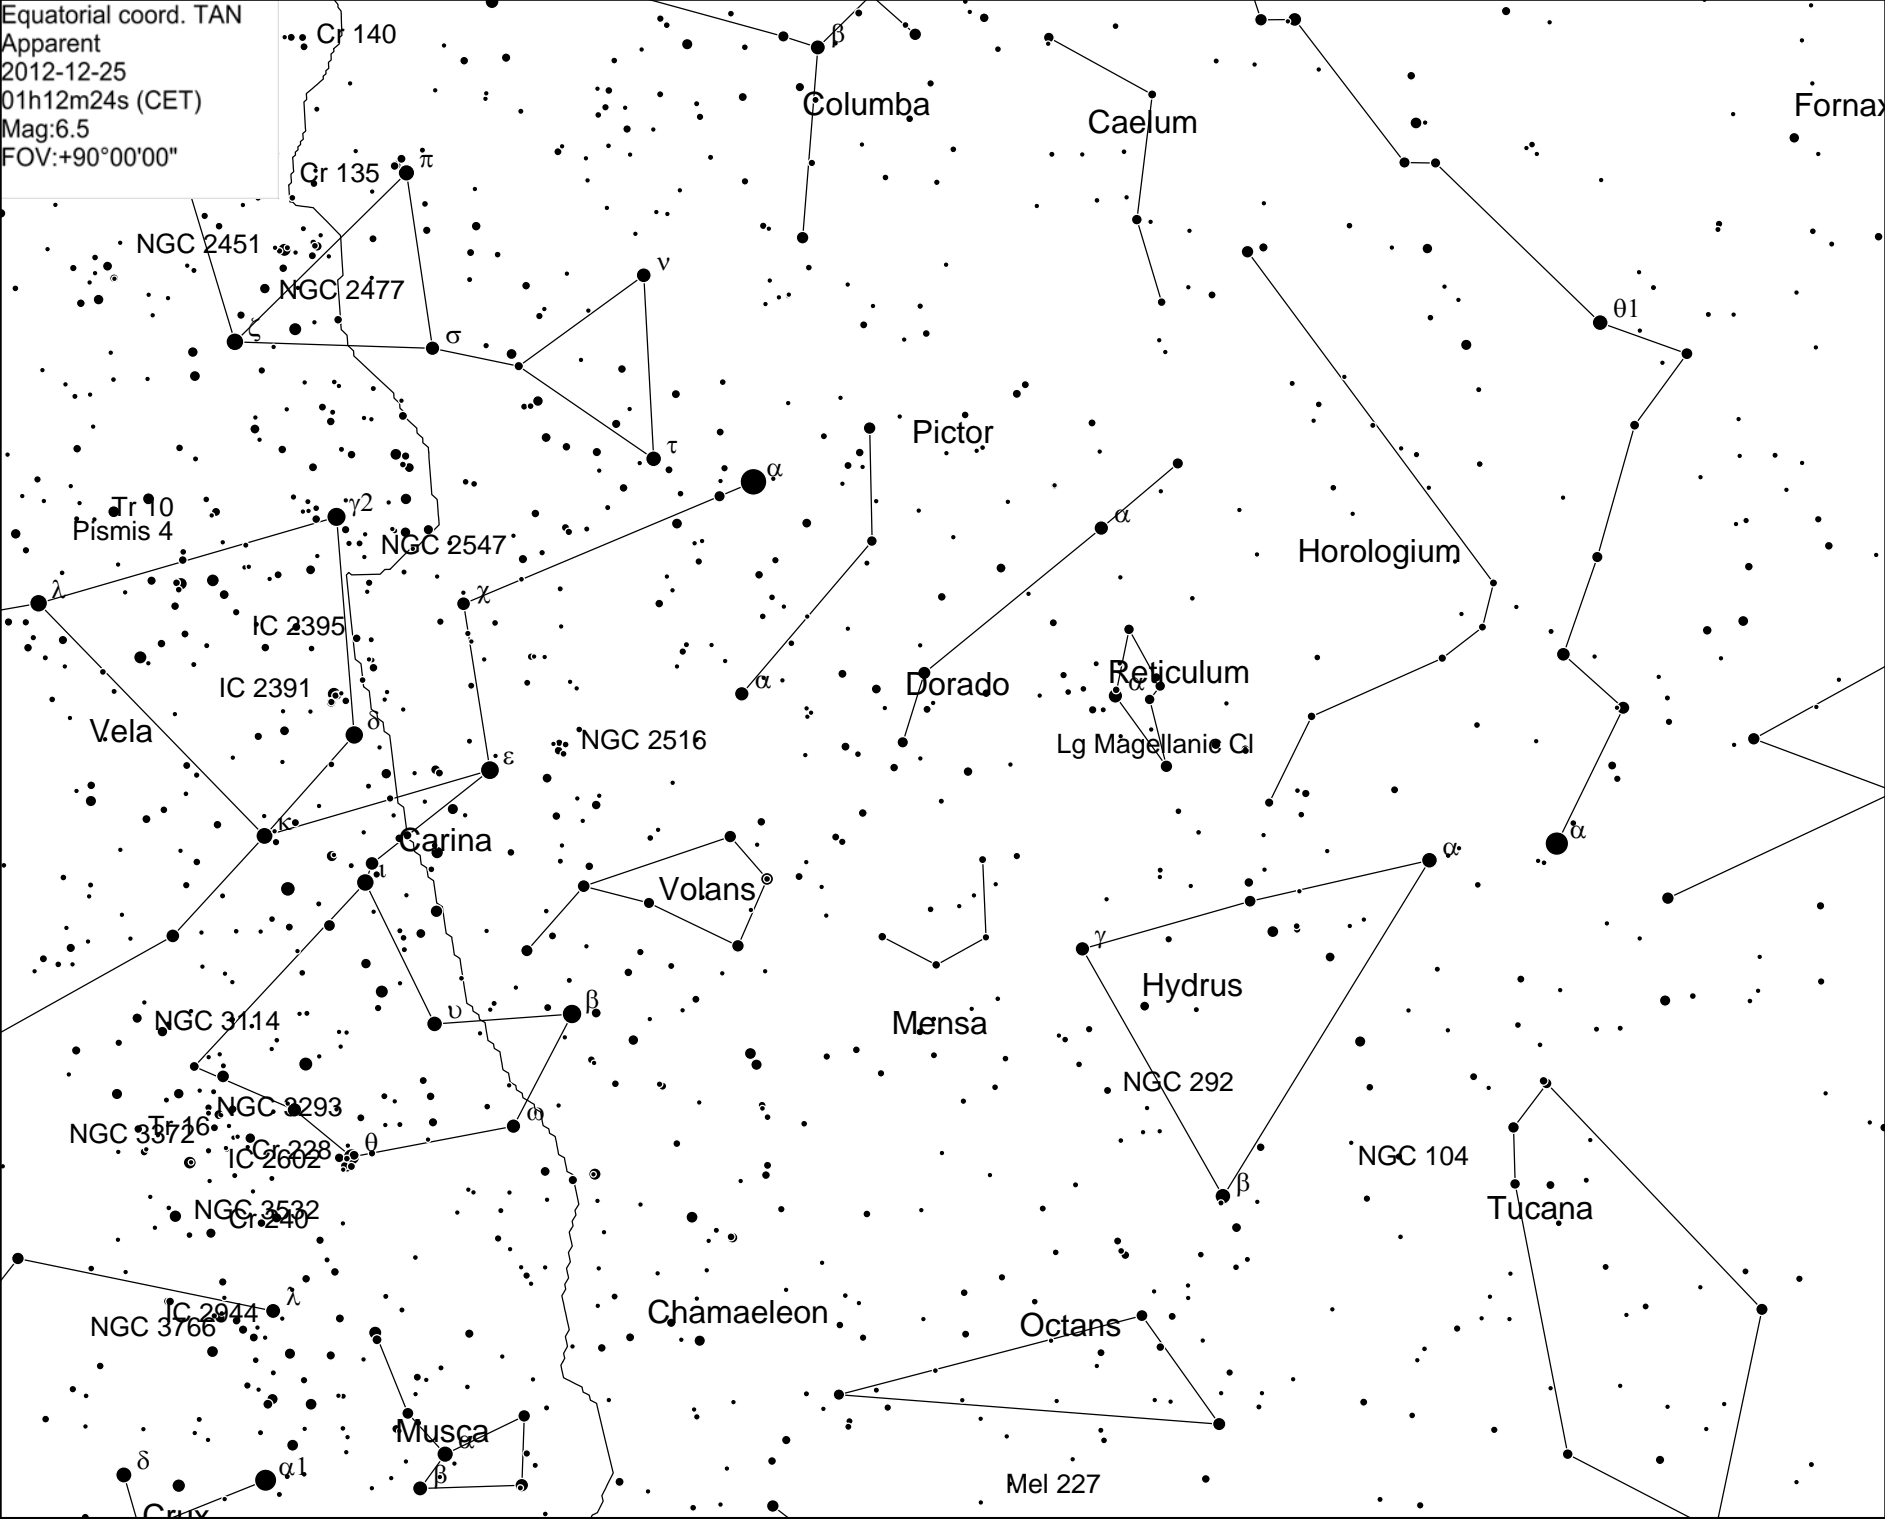 Equatorial coord. TAN
Apparent
2012-12-25
01h12m24s (CET)
Mag:6.5
FOV:+90°00'00"
Cr 140
β
Columba
Caelum
Fornax
Cr 135
π
NGC 2451
NGC 2477
ν
θ1
ζ
σ
Pictor
τ
α
Tr 10
γ2
Pismis 4
NGC 2547
α
Horologium
λ
χ
IC 2395
IC 2391
α
Dorado
Reticulum
α
Vela
δ
NGC 2516
Lg Magellanic Cl
ε
κ
Carina
α
α
ι
Volans
γ
Hydrus
NGC 3114
υ
β
Mensa
NGC 292
NGC 3293
ω
Tr 16
NGC 3372
Cr 228
θ
IC 2602
NGC 104
β
NGC 3532
Cr 240
Tucana
λ
IC 2944
NGC 3766
Chamaeleon
Octans
Musca
α
δ
α1
β
Mel 227
Crux